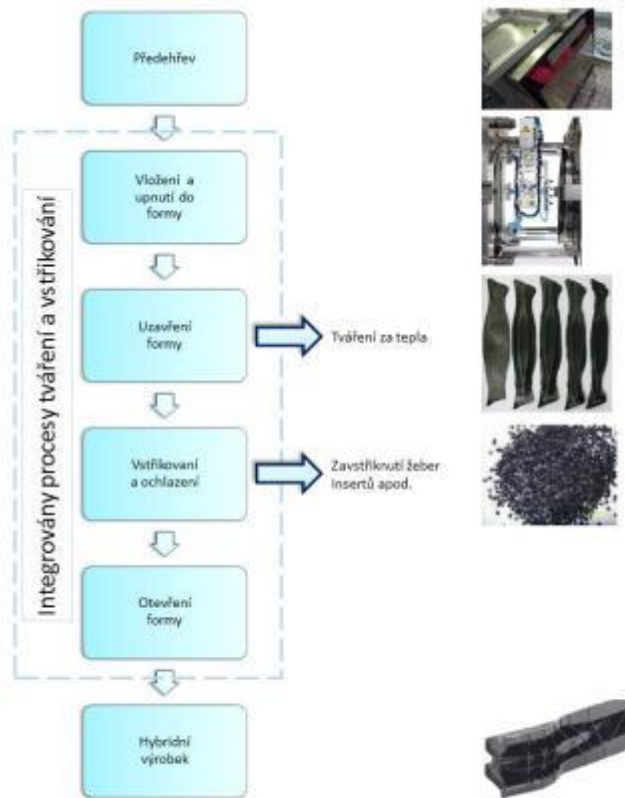 Předehřev
Integrovány procesy tváření a vstřikování
Vložení a
upnutí do
formy
Uzavření
formy
Tváření za tepla
Vstřikovaní
a ochlazení
Zavstříknutí žeber
Insertů apod.
Otevření
formy
Hybridní
výrobek